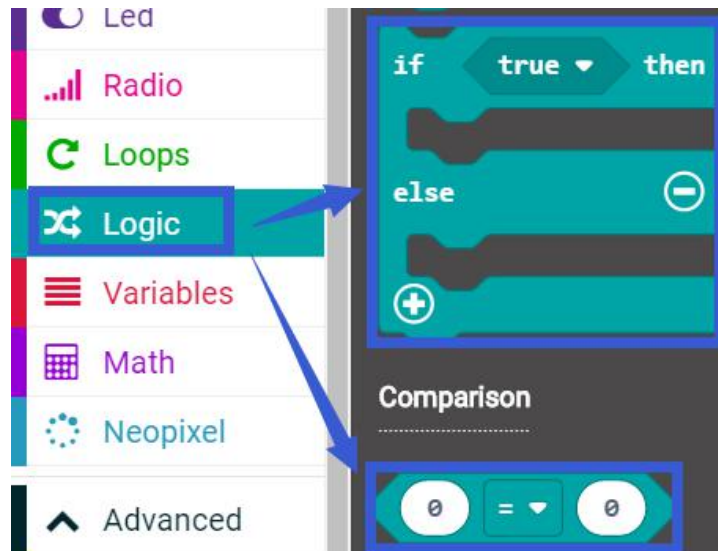 Led
Radio
Loops
Logic
Variables
Math
Neopixel
Advanced
if true then
else
Comparison
0 = 0